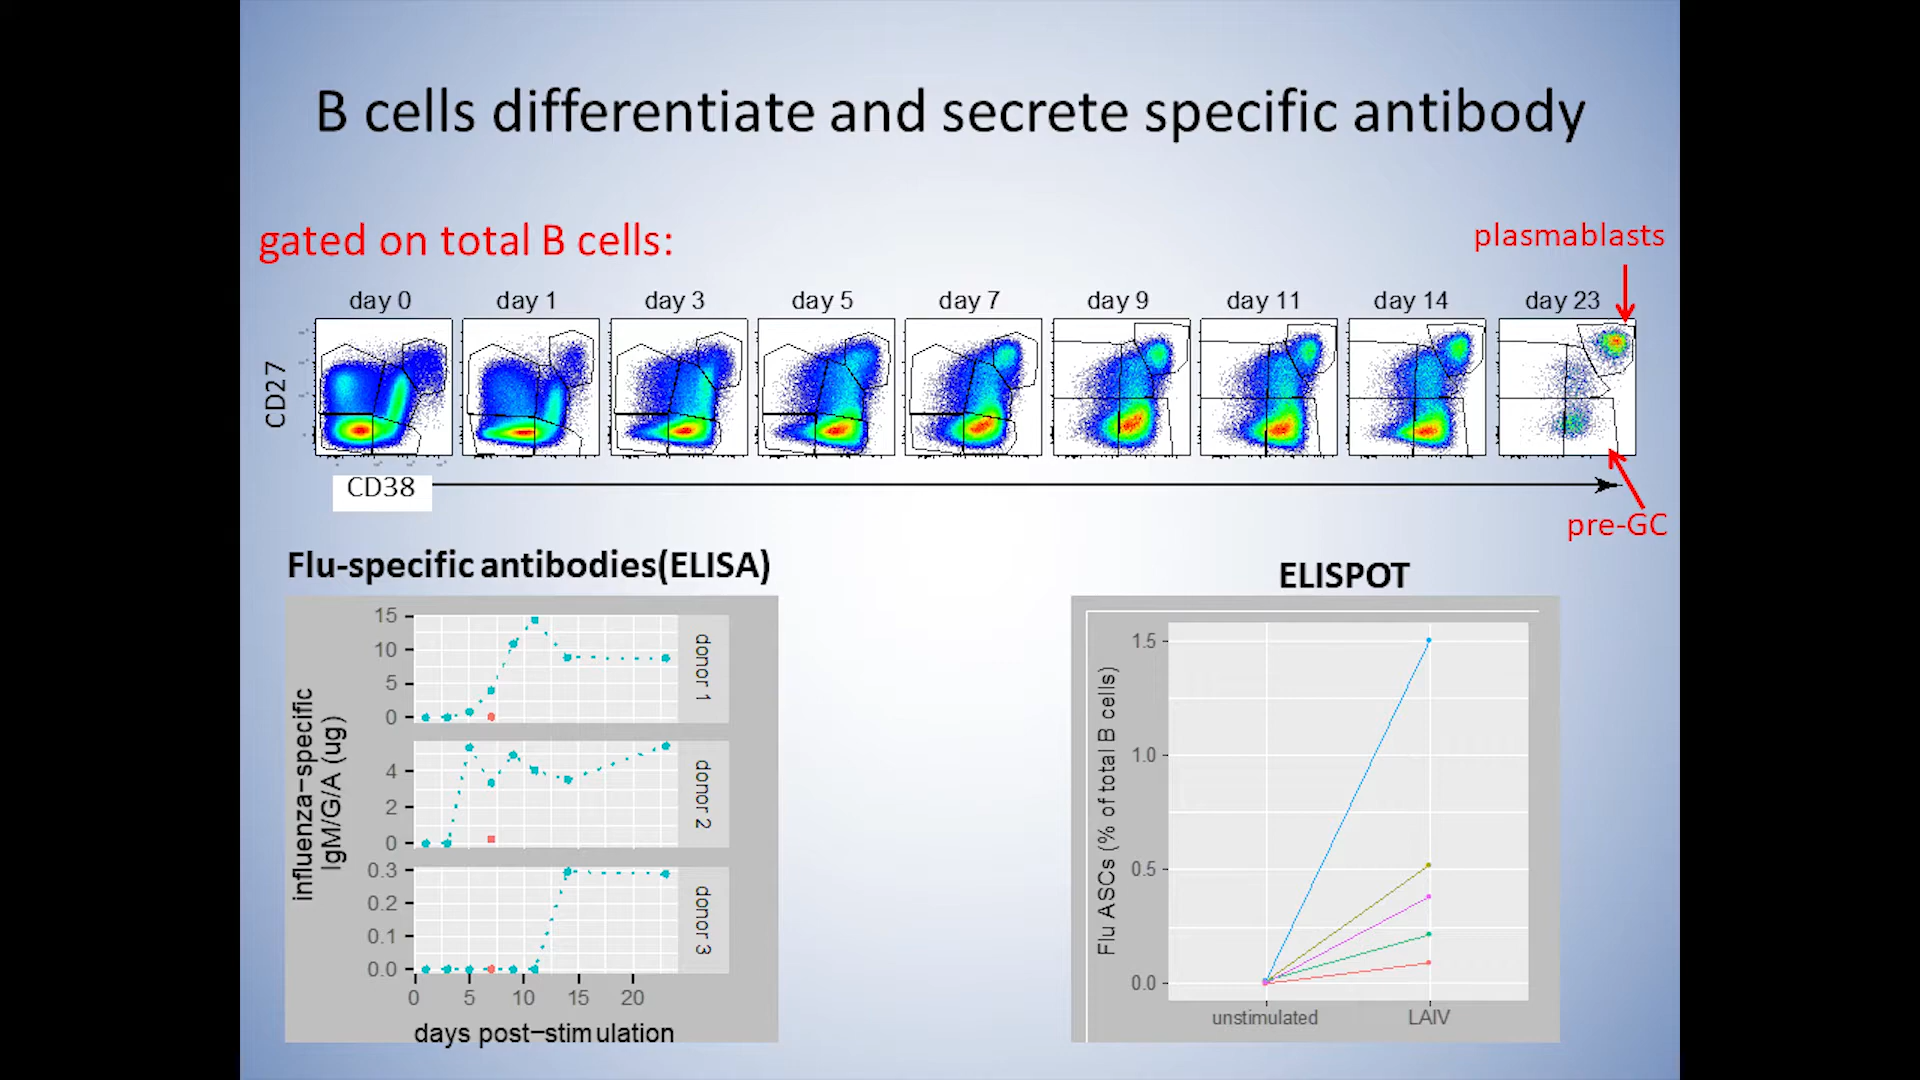 B cells differentiate and secrete specific antibody
gated on total B cells:
plasmablasts
day 0 day 1 day 3 day 5 day 7 day 9 day 11 day 14 day 23
CD27
CD38
pre-GC
Flu-specific antibodies(ELISA)
influenza-specific
IgM/G/A (ug)
15
10
5
0
donor 1
4
2
0
donor 2
0.3
0.2
0.1
0.0
donor 3
0 5 10 15 20
days post-stimulation
ELISPOT
Flu ASCs (% of total B cells)
1.5
1.0
0.5
0.0
unstimulated LAIV